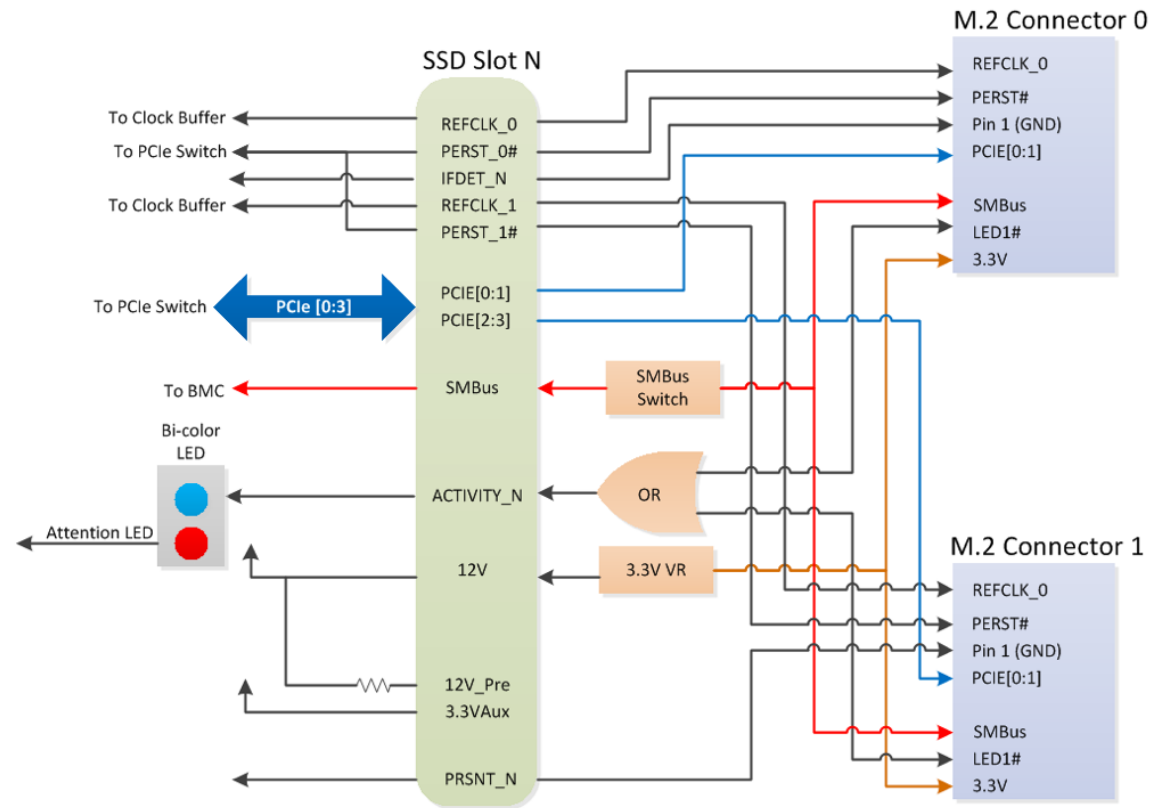 M.2 Connector 0
SSD Slot N
REFCLK_0
PERST#
Pin 1 (GND)
PCIE[0:1]
SMBus
LED1#
3.3V
To Clock Buffer
To PCIe Switch
To Clock Buffer
REFCLK_0
PERST_0#
IFDET_N
REFCLK_1
PERST_1#
To PCIe Switch
PCIe [0:3]
PCIE[0:1]
PCIE[2:3]
To BMC
SMBus
SMBus
Switch
Bi-color
LED
ACTIVITY_N
OR
Attention LED
12V
3.3V VR
12V_Pre
3.3VAux
PRSNT_N
M.2 Connector 1
REFCLK_0
PERST#
Pin 1 (GND)
PCIE[0:1]
SMBus
LED1#
3.3V